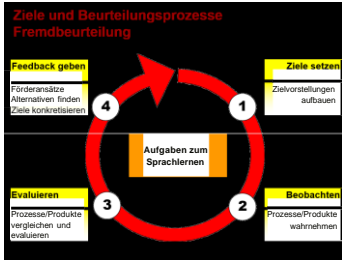 Ziele und Beurteilungsprozesse
Fremdbeurteilung
Feedback geben
Förderansätze
Alternativen finden
Ziele konkretisieren
4
Ziele setzen
Zielvorstellungen
aufbauen
1
Aufgaben zum
Sprachlernen
Evaluieren
Prozesse/Produkte
vergleichen und
evaluieren
3
Beobachten
Prozesse/Produkte
wahrnehmen
2